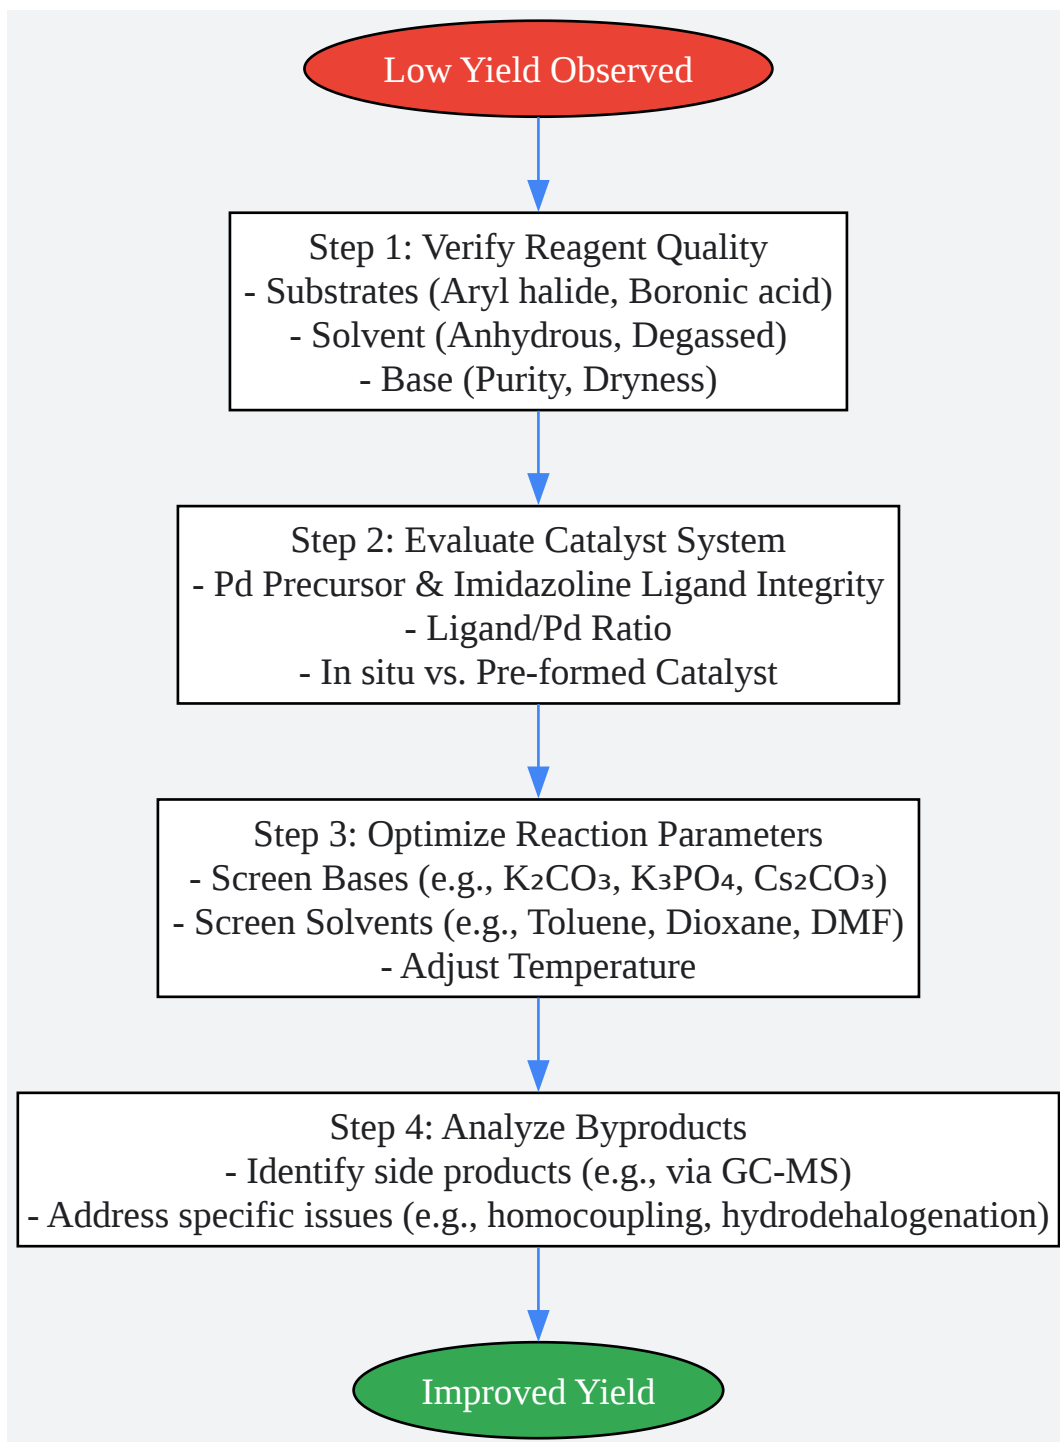 Low Yield Observed
Step 1: Verify Reagent Quality
- Substrates (Aryl halide, Boronic acid)
- Solvent (Anhydrous, Degassed)
- Base (Purity, Dryness)
Step 2: Evaluate Catalyst System
- Pd Precursor & Imidazoline Ligand Integrity
- Ligand/Pd Ratio
- In situ vs. Pre-formed Catalyst
Step 3: Optimize Reaction Parameters
- Screen Bases (e.g., K₂CO₃, K₃PO₄, Cs₂CO₃)
- Screen Solvents (e.g., Toluene, Dioxane, DMF)
- Adjust Temperature
Step 4: Analyze Byproducts
- Identify side products (e.g., via GC-MS)
- Address specific issues (e.g., homocoupling, hydrodehalogenation)
Improved Yield